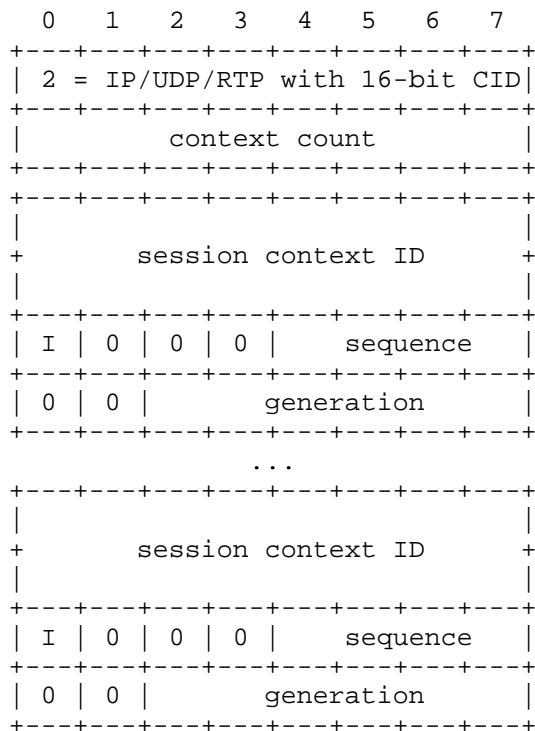 0   1   2   3   4   5   6   7
+---+---+---+---+---+---+---+---+
| 2 = IP/UDP/RTP with 16-bit CID|
+---+---+---+---+---+---+---+---+
|         context count         |
+---+---+---+---+---+---+---+---+
+---+---+---+---+---+---+---+---+
|                               |
+       session context ID      +
|                               |
+---+---+---+---+---+---+---+---+
| I | 0 | 0 | 0 |    sequence   |
+---+---+---+---+---+---+---+---+
| 0 | 0 |       generation      |
+---+---+---+---+---+---+---+---+
               ...
+---+---+---+---+---+---+---+---+
|                               |
+       session context ID      +
|                               |
+---+---+---+---+---+---+---+---+
| I | 0 | 0 | 0 |    sequence   |
+---+---+---+---+---+---+---+---+
| 0 | 0 |       generation      |
+---+---+---+---+---+---+---+---+